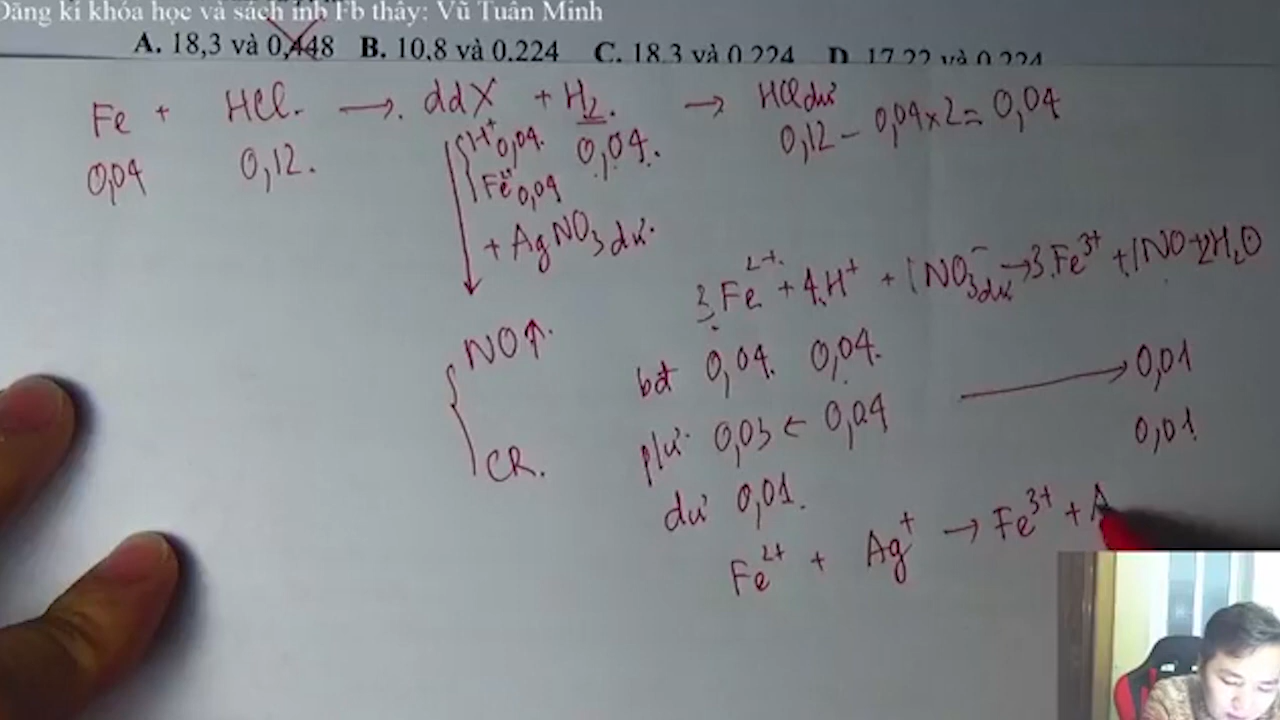 Đăng kí khóa học và sách inb Fb thầy: Vũ Tuấn Minh
A. 18,3 và 0,448 B. 10,8 và 0,224 C. 18,3 và 0,224 D. 17,22 và 0,224
Fe + HCl. → ddX + H₂. → HCl dư
0,04 0,12. H⁺ 0,04. 0,04. 0,12 - 0,04×2 = 0,04
Fe²⁺ 0,04
+ AgNO₃ dư.
3Fe²⁺ + 4H⁺ + 1NO₃⁻ dư → 3Fe³⁺ + 1NO + 2H₂O
NO↑. bđ 0,04. 0,04. → 0,01
p/ư 0,03 ← 0,04 0,01.
CR. dư 0,01.
Fe²⁺ + Ag⁺ → Fe³⁺ + A